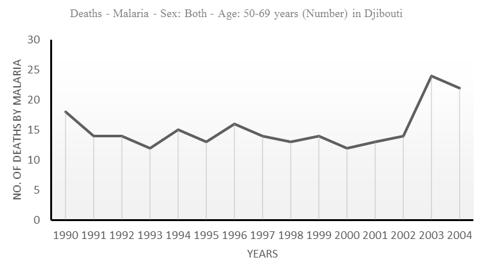 Deaths - Malaria - Sex: Both - Age: 50-69 years (Number) in Djibouti
30
25
20
15
10
5
0
NO. OF DEATHS BY MALARIA
1990 1991 1992 1993 1994 1995 1996 1997 1998 1999 2000 2001 2002 2003 2004
YEARS